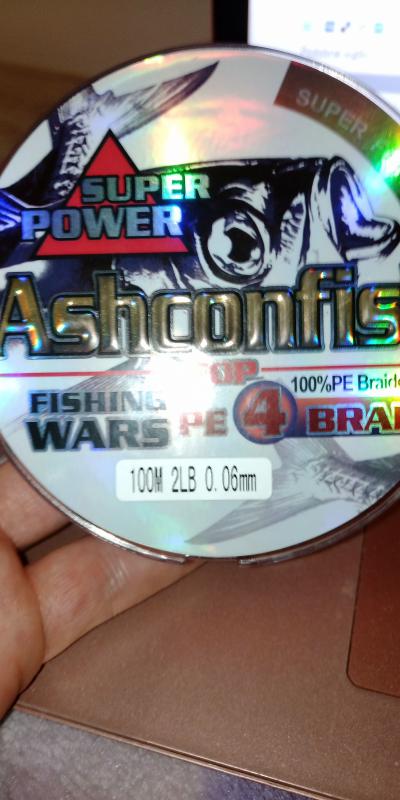 SUPER
SUPER
POWER
Ashconfis
TOP
100%PE Braide
FISHING
WARS
PE 4 BRAI
100M 2LB 0.06mm